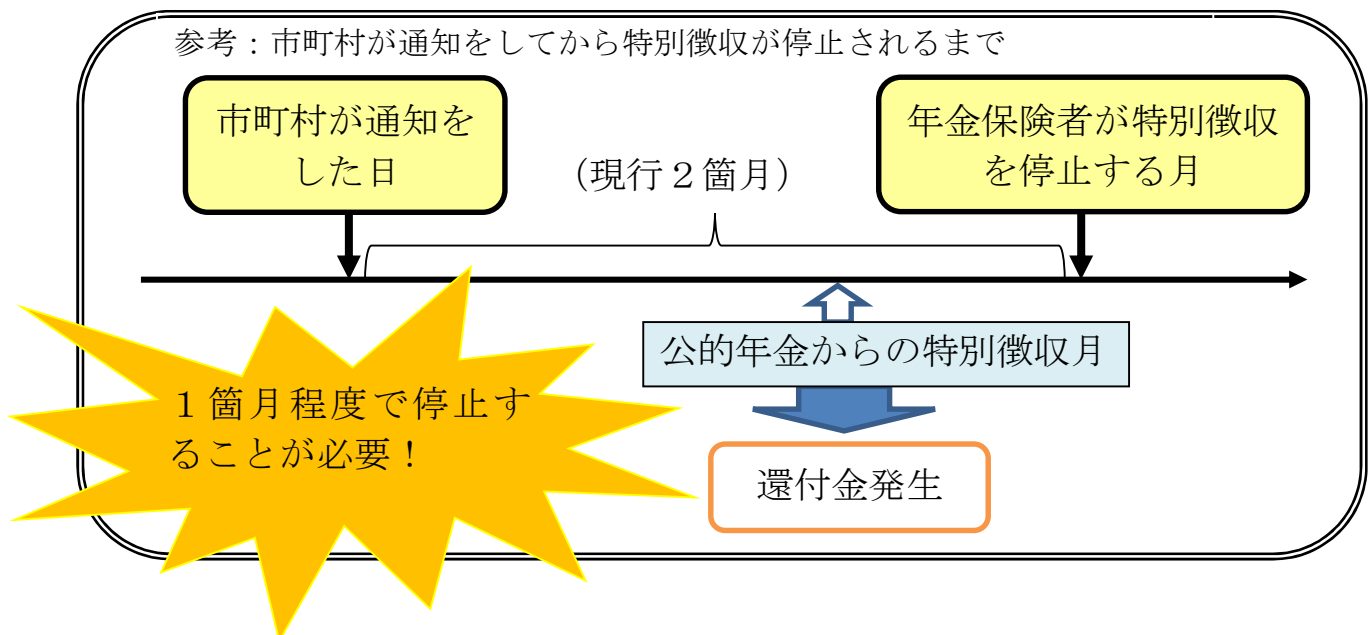 参考：市町村が通知をしてから特別徴収が停止されるまで
市町村が通知を
した日
（現行２箇月）
年金保険者が特別徴収
を停止する月
公的年金からの特別徴収月
１箇月程度で停止す
ることが必要！
還付金発生